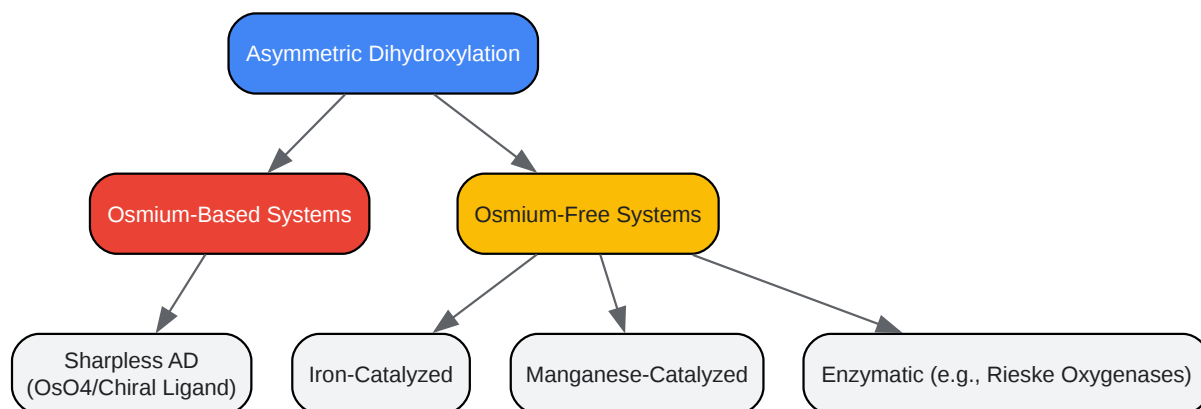 Asymmetric Dihydroxylation
Osmium-Based Systems
Osmium-Free Systems
Sharpless AD
(OsO4/Chiral Ligand)
Iron-Catalyzed
Manganese-Catalyzed
Enzymatic (e.g., Rieske Oxygenases)